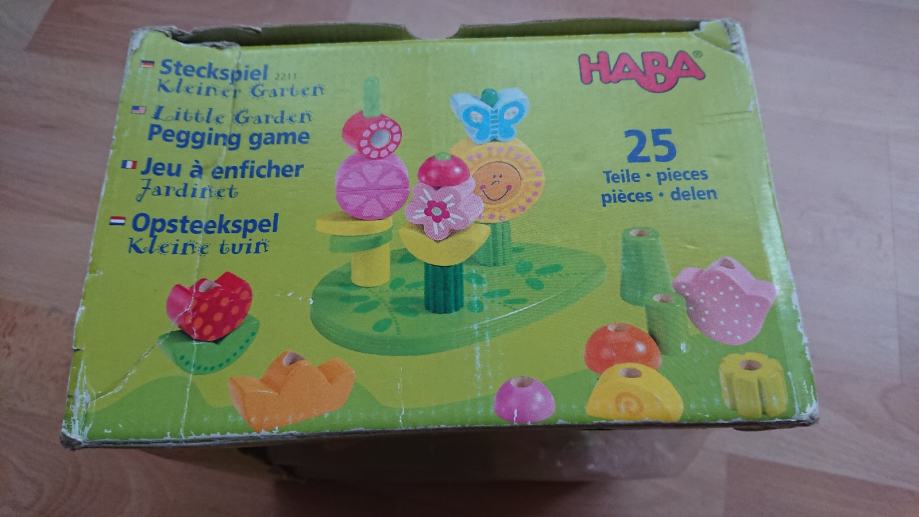 Steckspiel 2211
Kleiner Garten
Little Garden
Pegging game
Jeu à enficher
Jardinet
Opsteekspel
Kleine tuin
HABA®
25
Teile · pieces
pièces · delen